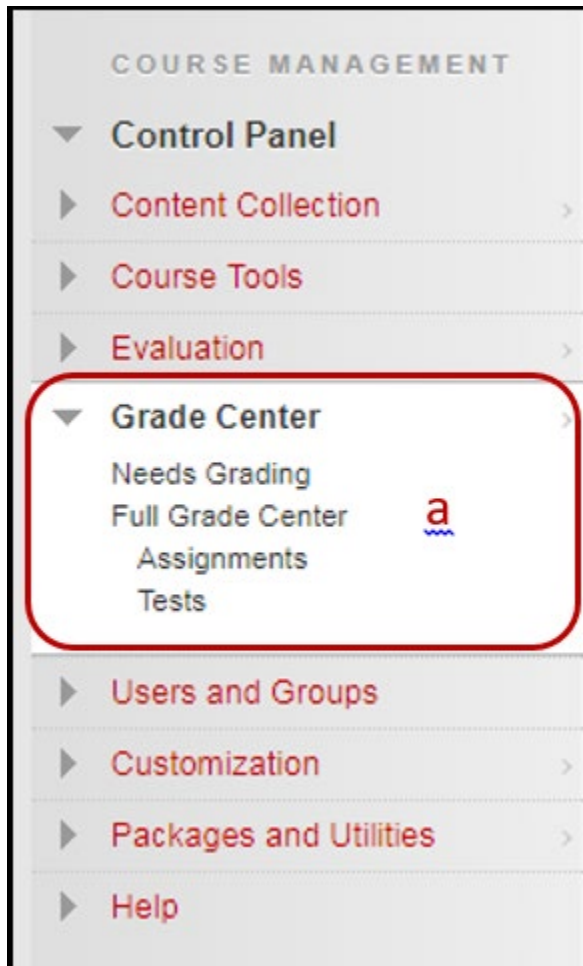 COURSE MANAGEMENT
Control Panel
Content Collection
Course Tools
Evaluation
Grade Center
Needs Grading
Full Grade Center
a
Assignments
Tests
Users and Groups
Customization
Packages and Utilities
Help